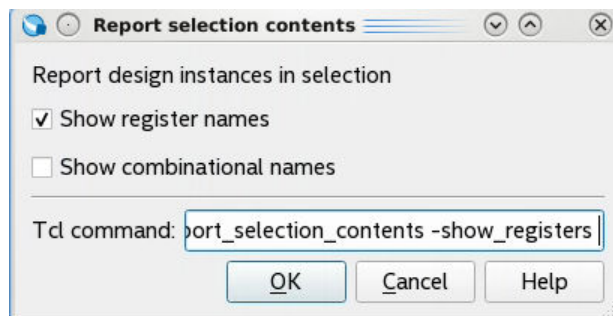 Report selection contents
Report design instances in selection
Show register names
Show combinational names
Tcl command: port_selection_contents -show_registers
OK Cancel Help